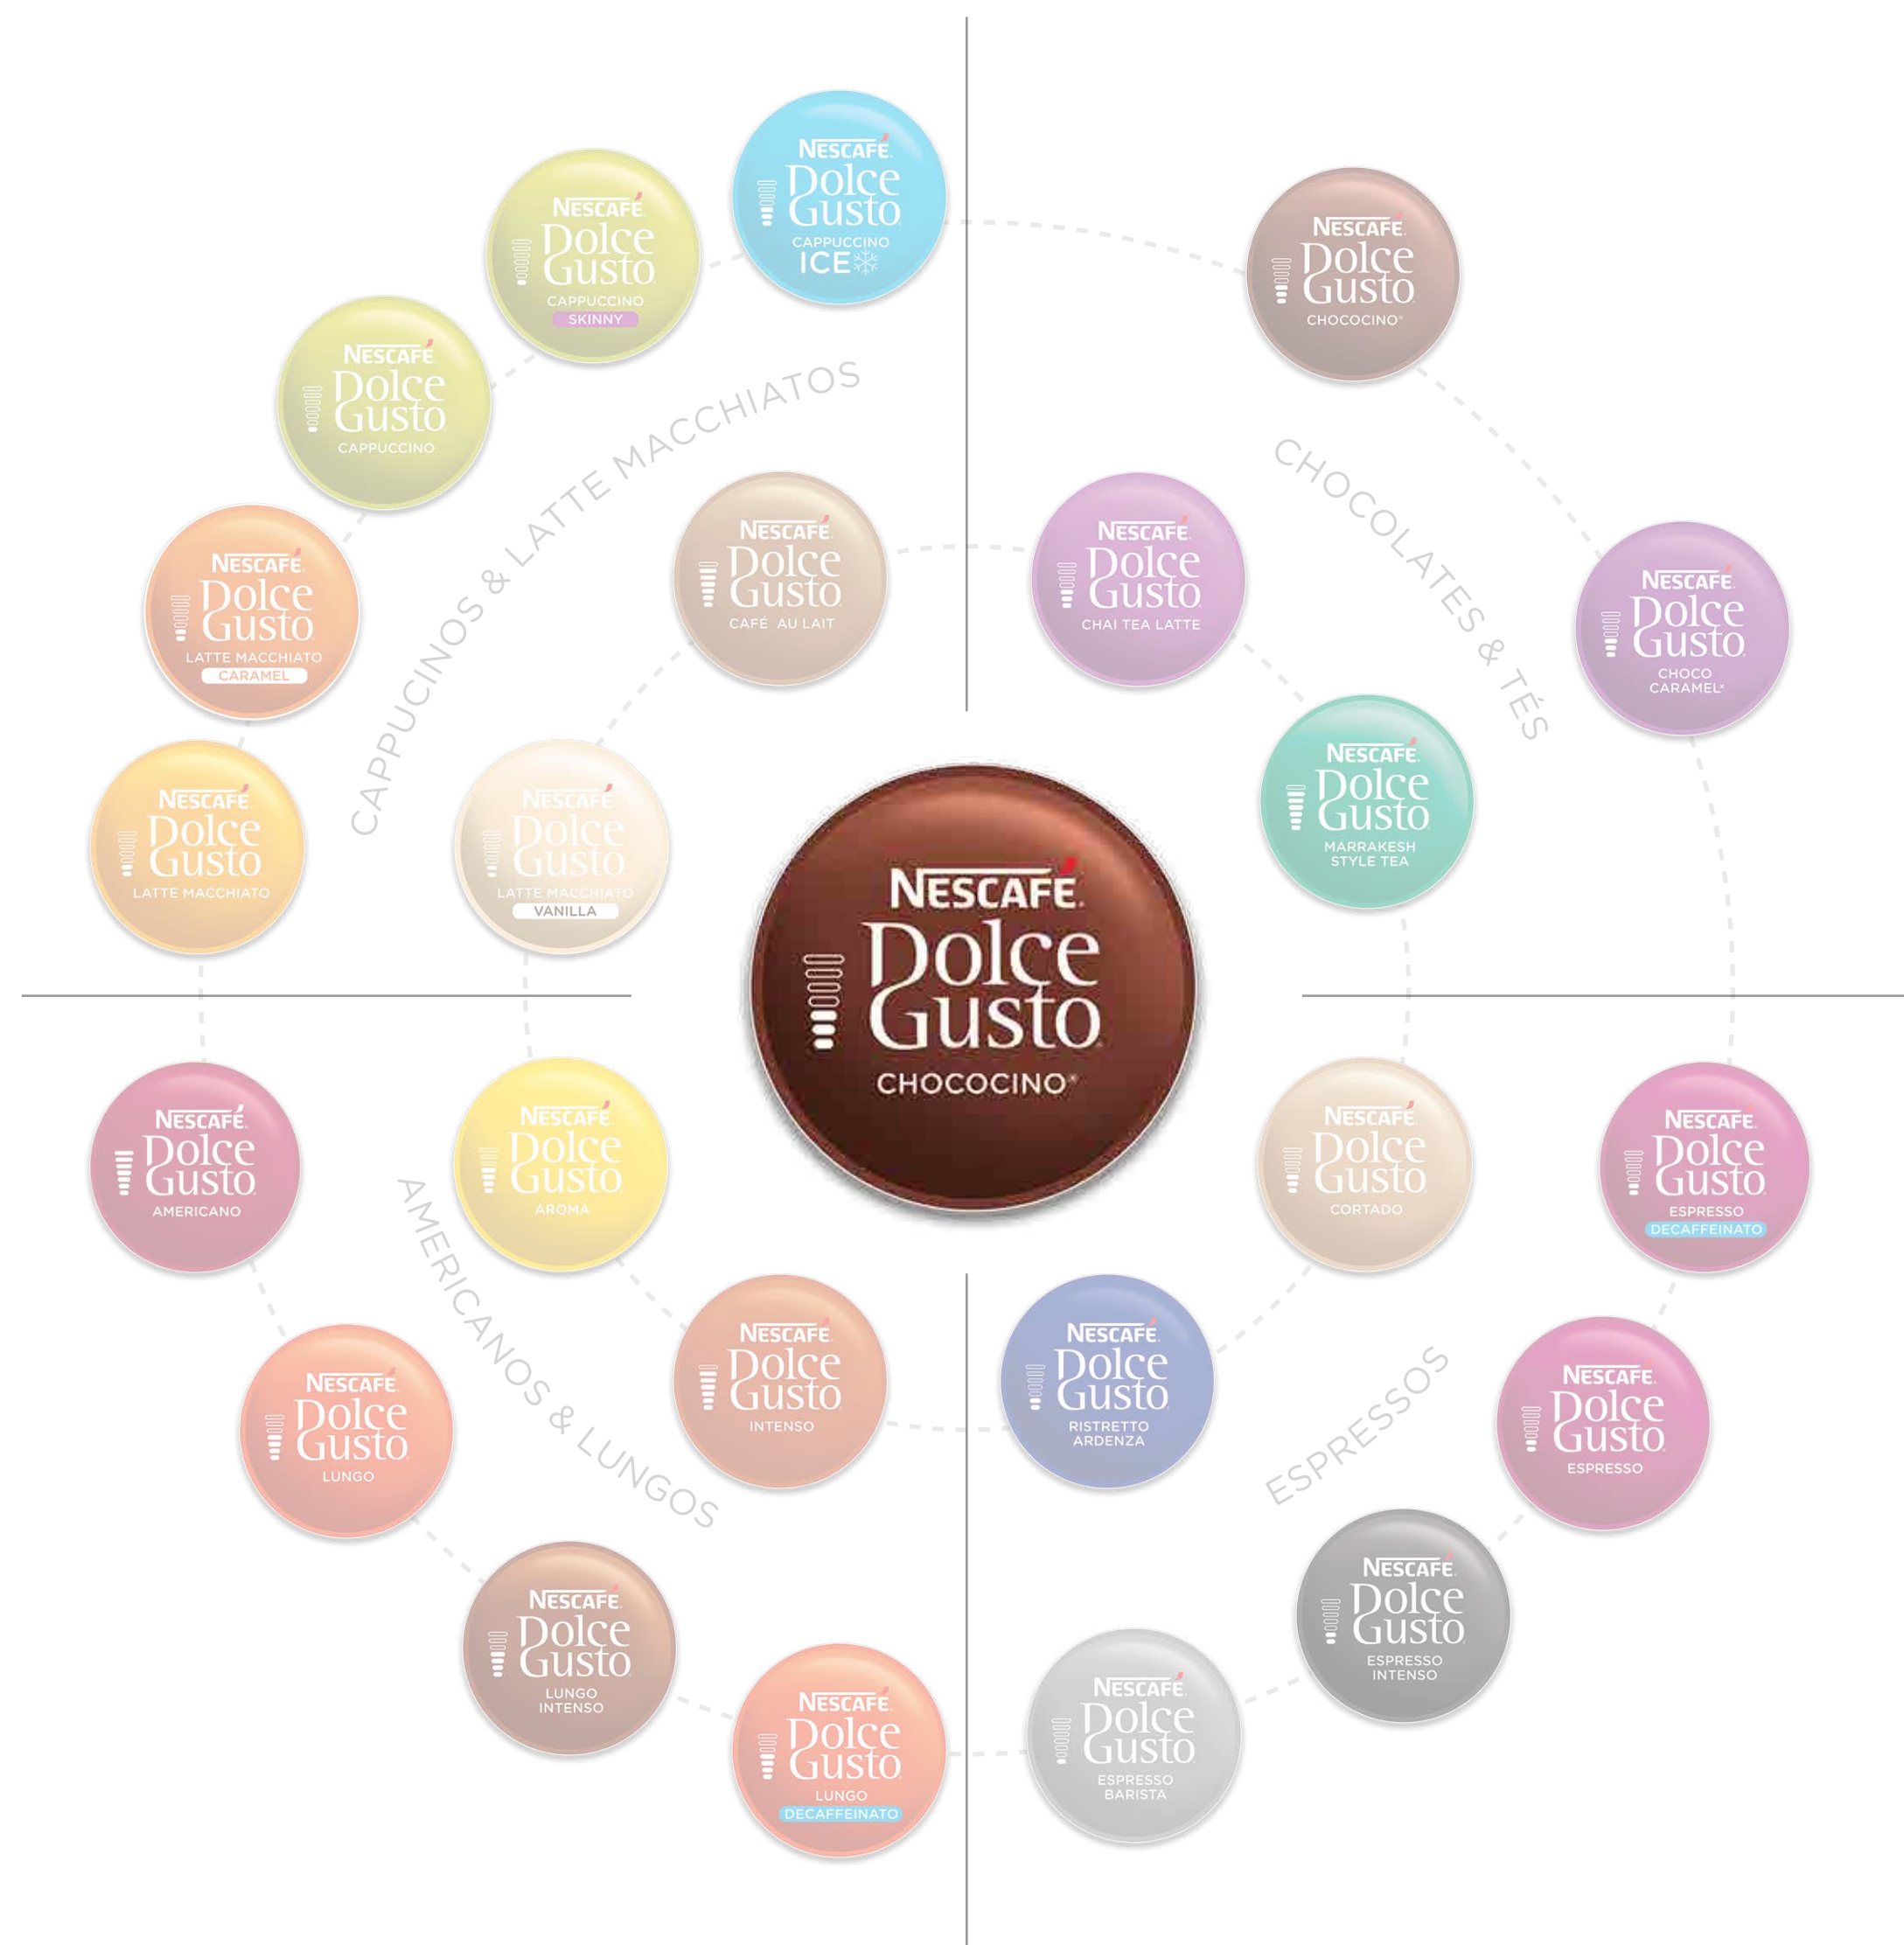 NESCAFÉ.
Dolce
Gusto
CAPPUCCINO
ICE
NESCAFÉ.
Dolce
Gusto
CAPPUCCINO
SKINNY
NESCAFÉ.
Dolce
Gusto
CAPPUCCINO
NESCAFÉ.
Dolce
Gusto
LATTE MACCHIATO
CARAMEL
NESCAFÉ.
Dolce
Gusto
LATTE MACCHIATO
CAPPUCINOS & LATTE MACCHIATOS
NESCAFÉ.
Dolce
Gusto
CAFÉ AU LAIT
NESCAFÉ.
Dolce
Gusto
LATTE MACCHIATO
VANILLA
NESCAFÉ.
Dolce
Gusto
CHOCOCINO®
CHOCOLATES & TÉS
NESCAFÉ.
Dolce
Gusto
CHAI TEA LATTE
NESCAFÉ.
Dolce
Gusto
CHOCO
CARAMEL®
NESCAFÉ.
Dolce
Gusto
MARRAKESH
STYLE TEA
NESCAFÉ.
Dolce
Gusto
CHOCOCINO®
NESCAFÉ.
Dolce
Gusto
AMERICANO
NESCAFÉ.
Dolce
Gusto
AROMA
AMERICANOS & LUNGOS
NESCAFÉ.
Dolce
Gusto
LUNGO
NESCAFÉ.
Dolce
Gusto
INTENSO
NESCAFÉ.
Dolce
Gusto
LUNGO
INTENSO
NESCAFÉ.
Dolce
Gusto
LUNGO
DECAFFEINATO
NESCAFÉ.
Dolce
Gusto
CORTADO
NESCAFÉ.
Dolce
Gusto
ESPRESSO
DECAFFEINATO
NESCAFÉ.
Dolce
Gusto
RISTRETTO
ARDENZA
ESPRESSOS
NESCAFÉ.
Dolce
Gusto
ESPRESSO
NESCAFÉ.
Dolce
Gusto
ESPRESSO
INTENSO
NESCAFÉ.
Dolce
Gusto
ESPRESSO
BARISTA